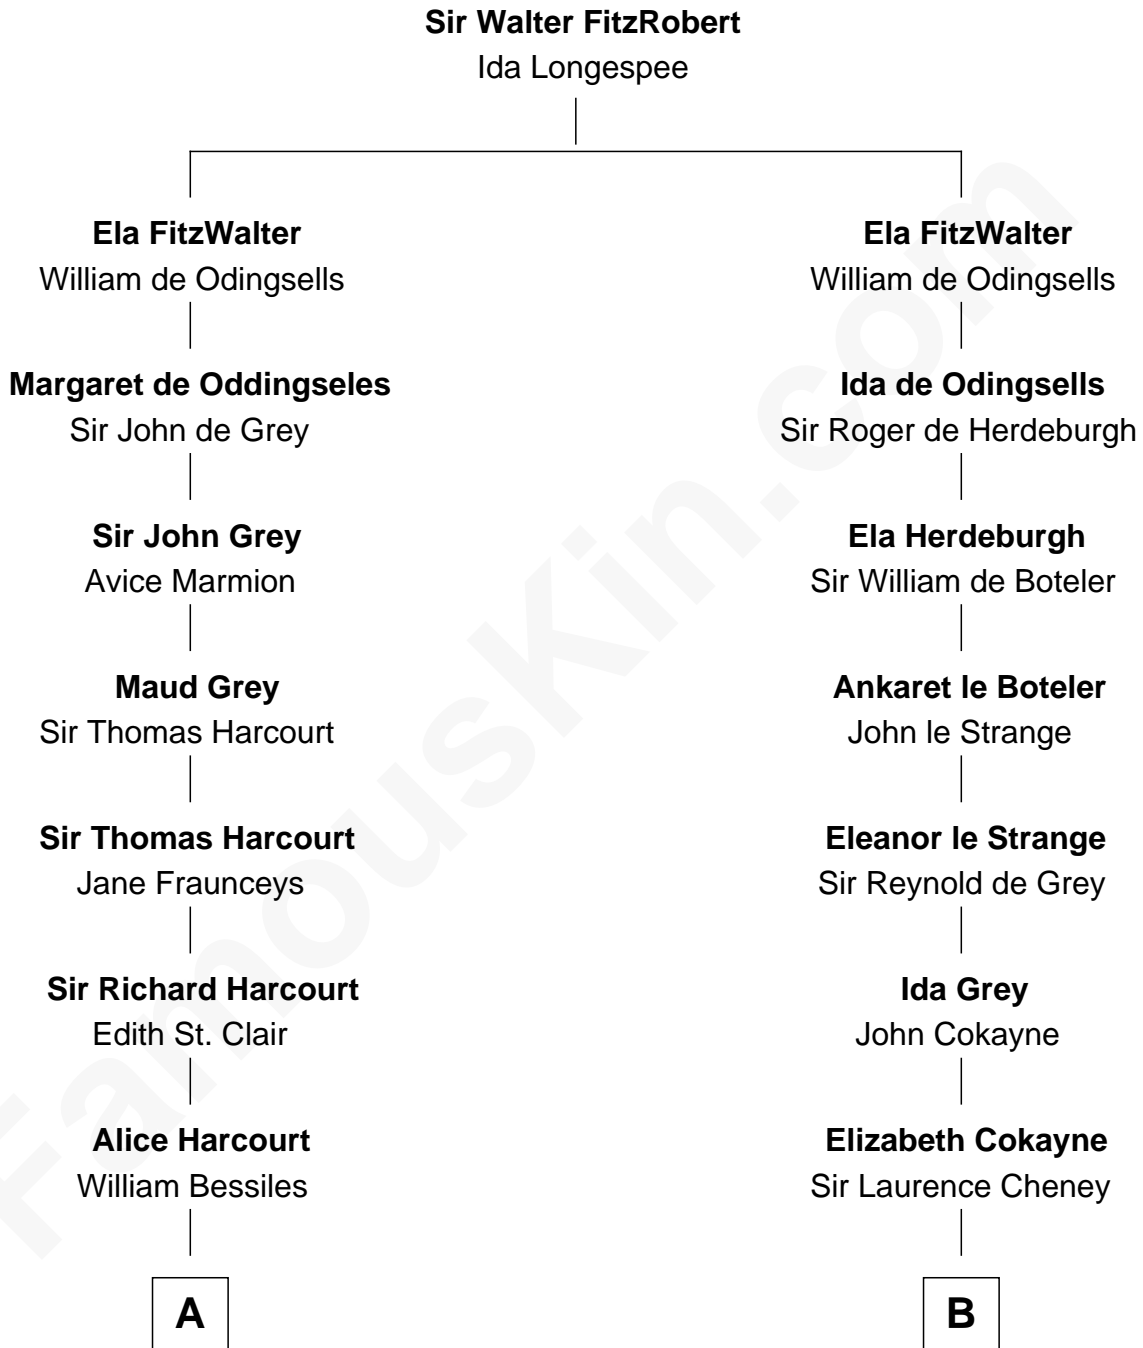 Sir Walter FitzRobert
Ida Longespee
Ela FitzWalter
William de Odingsells
Margaret de Oddingseles
Sir John de Grey
Sir John Grey
Avice Marmion
Maud Grey
Sir Thomas Harcourt
Sir Thomas Harcourt
Jane Fraunceys
Sir Richard Harcourt
Edith St. Clair
Alice Harcourt
William Bessiles
A
Ela FitzWalter
William de Odingsells
Ida de Odingsells
Sir Roger de Herdeburgh
Ela Herdeburgh
Sir William de Boteler
Ankaret le Boteler
John le Strange
Eleanor le Strange
Sir Reynold de Grey
Ida Grey
John Cokayne
Elizabeth Cokayne
Sir Laurence Cheney
B
FamousKin.com